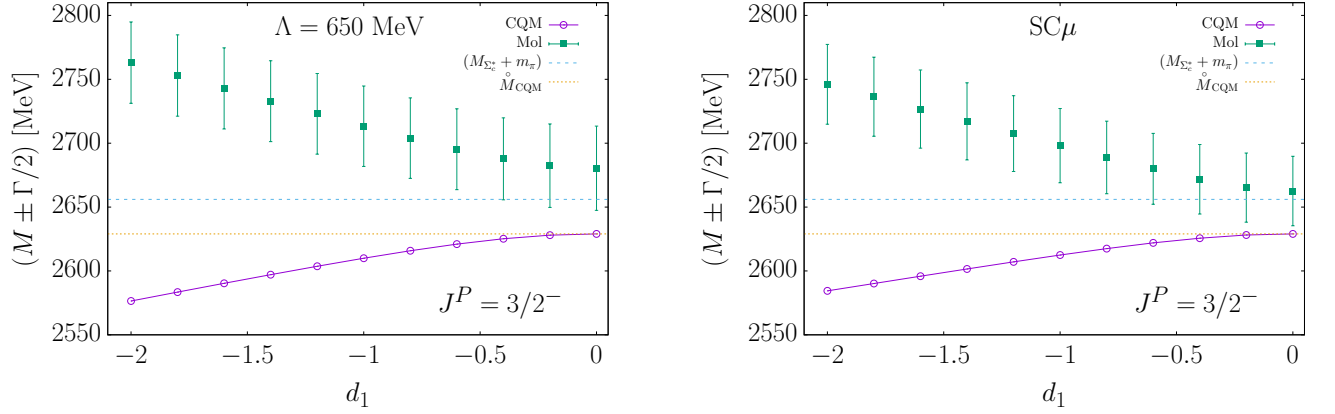 (M ± Γ/2) [MeV]
2800
2750
2700
2650
2600
2550
Λ = 650 MeV
CQM
Mol
(M_{Σ_c^*} + m_π)
M̊_{CQM}
J^P = 3/2^−
−2
−1.5
−1
−0.5
0
d_1
(M ± Γ/2) [MeV]
2800
2750
2700
2650
2600
2550
SCμ
CQM
Mol
(M_{Σ_c^*} + m_π)
M̊_{CQM}
J^P = 3/2^−
−2
−1.5
−1
−0.5
0
d_1